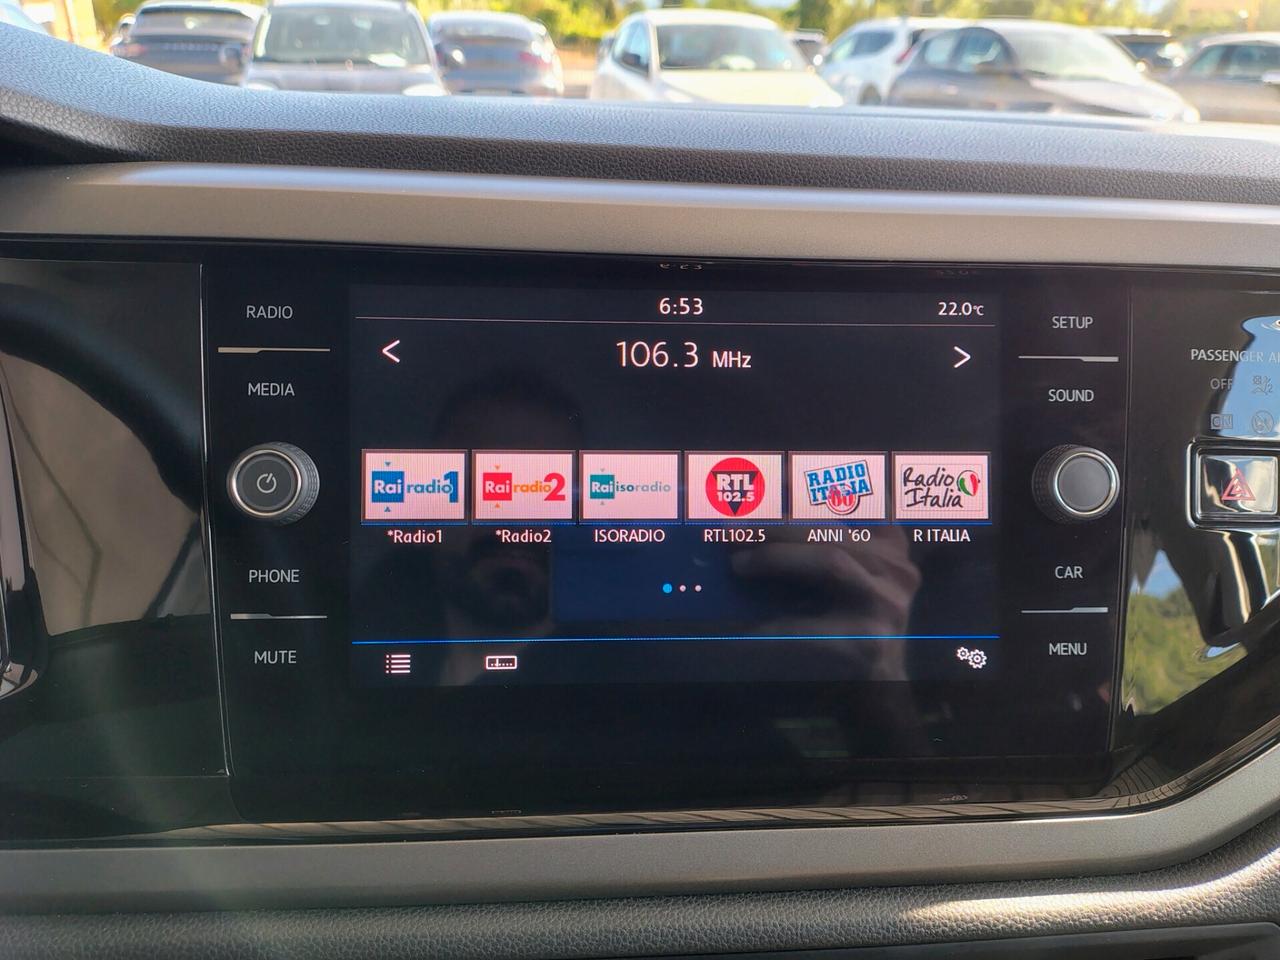 6:53
22.0°C
RADIO
SETUP
106.3 MHz
PASSENGER
MEDIA
OFF
SOUND
ON
Rai radio1
Rai radio2
Rai isoradio
RTL
102.5
RADIO
ITALIA
60
Radio
Italia
*Radio1
*Radio2
ISORADIO
RTL102.5
ANNI '60
R ITALIA
PHONE
CAR
MUTE
MENU